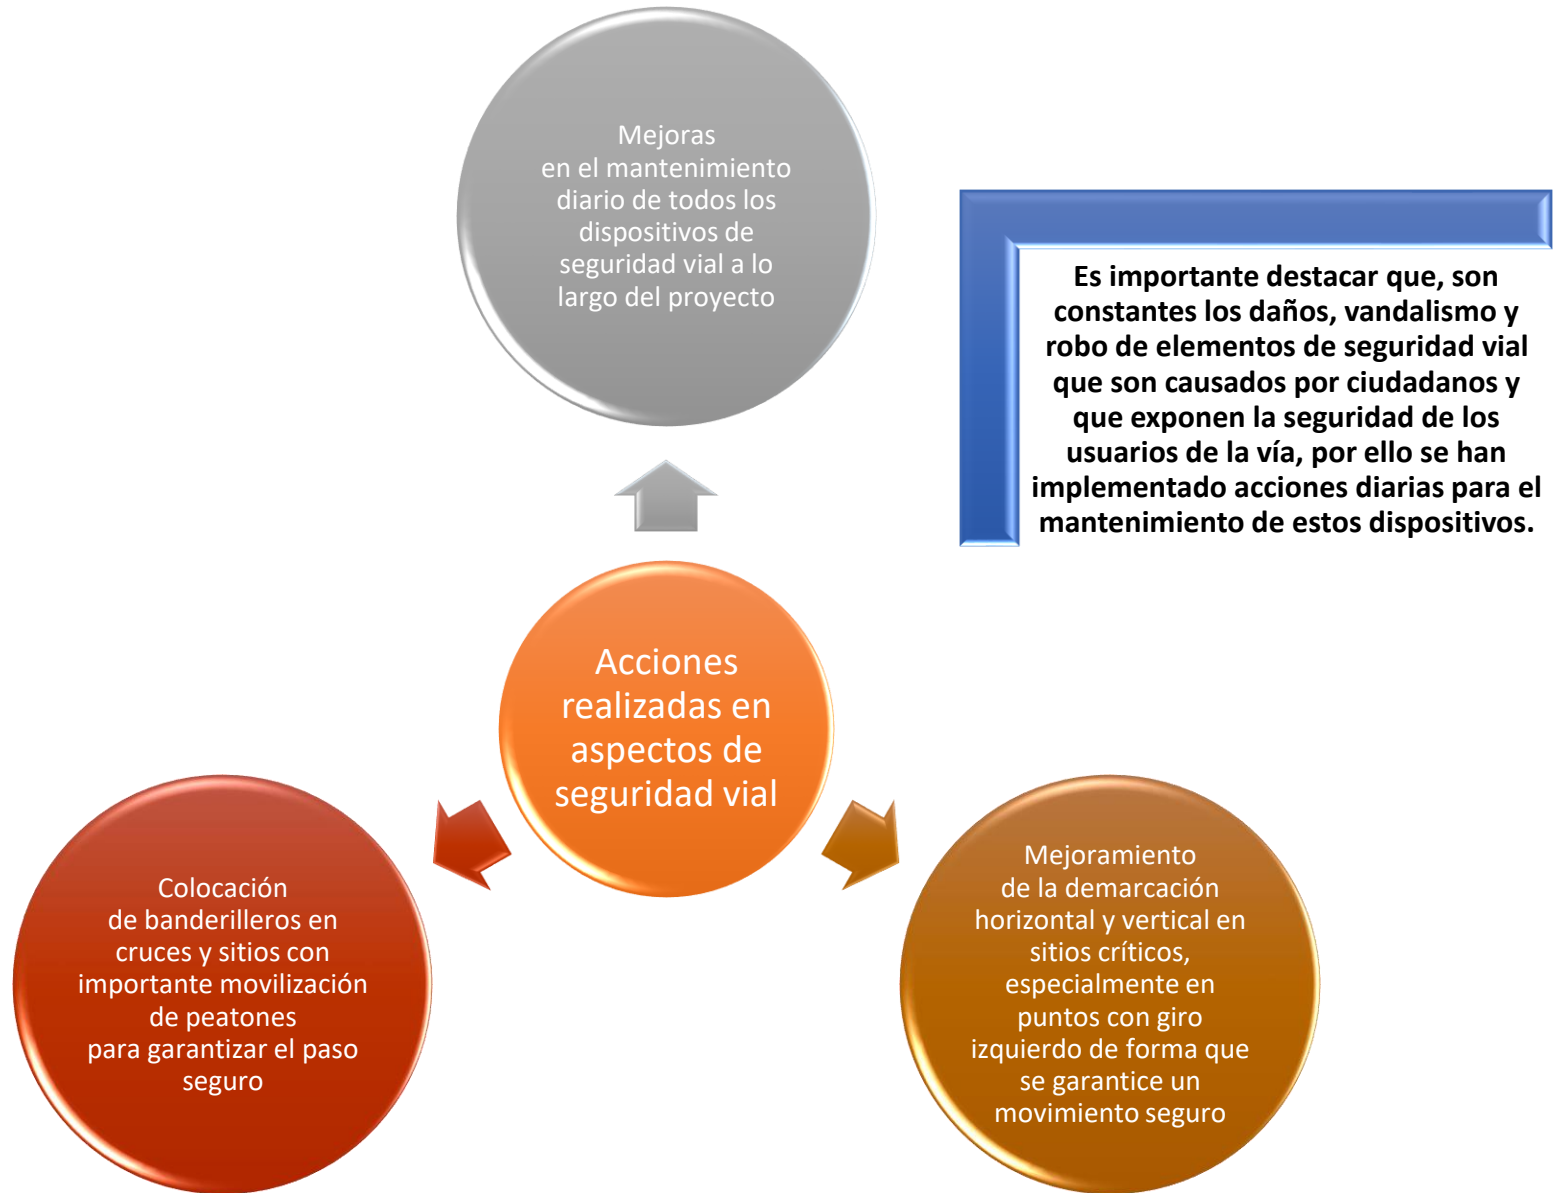 Mejoras
en el mantenimiento
diario de todos los
dispositivos de
seguridad vial a lo
largo del proyecto
Es importante destacar que, son
constantes los daños, vandalismo y
robo de elementos de seguridad vial
que son causados por ciudadanos y
que exponen la seguridad de los
usuarios de la vía, por ello se han
implementado acciones diarias para el
mantenimiento de estos dispositivos.
Acciones
realizadas en
aspectos de
seguridad vial
Colocación
de banderilleros en
cruces y sitios con
importante movilización
de peatones
para garantizar el paso
seguro
Mejoramiento
de la demarcación
horizontal y vertical en
sitios críticos,
especialmente en
puntos con giro
izquierdo de forma que
se garantice un
movimiento seguro